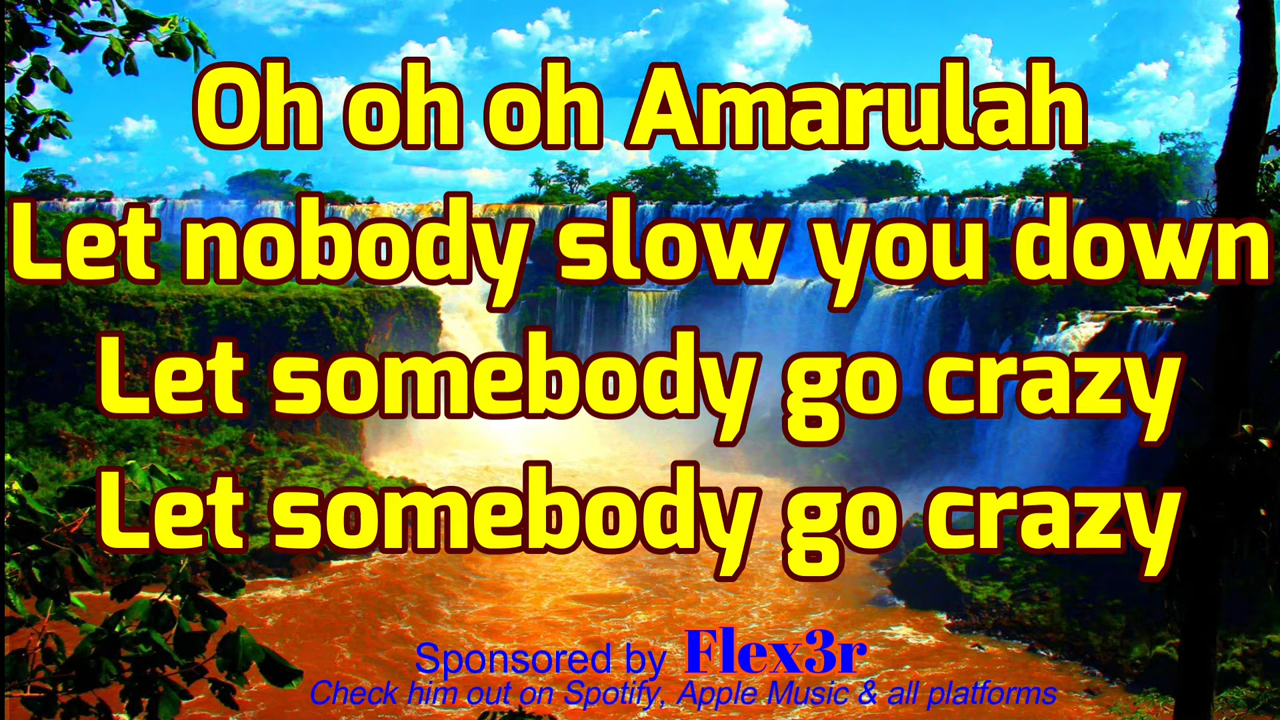 Oh oh oh Amarulah
Let nobody slow you down
Let somebody go crazy
Let somebody go crazy
Sponsored by Flex3r
Check him out on Spotify, Apple Music & all platforms